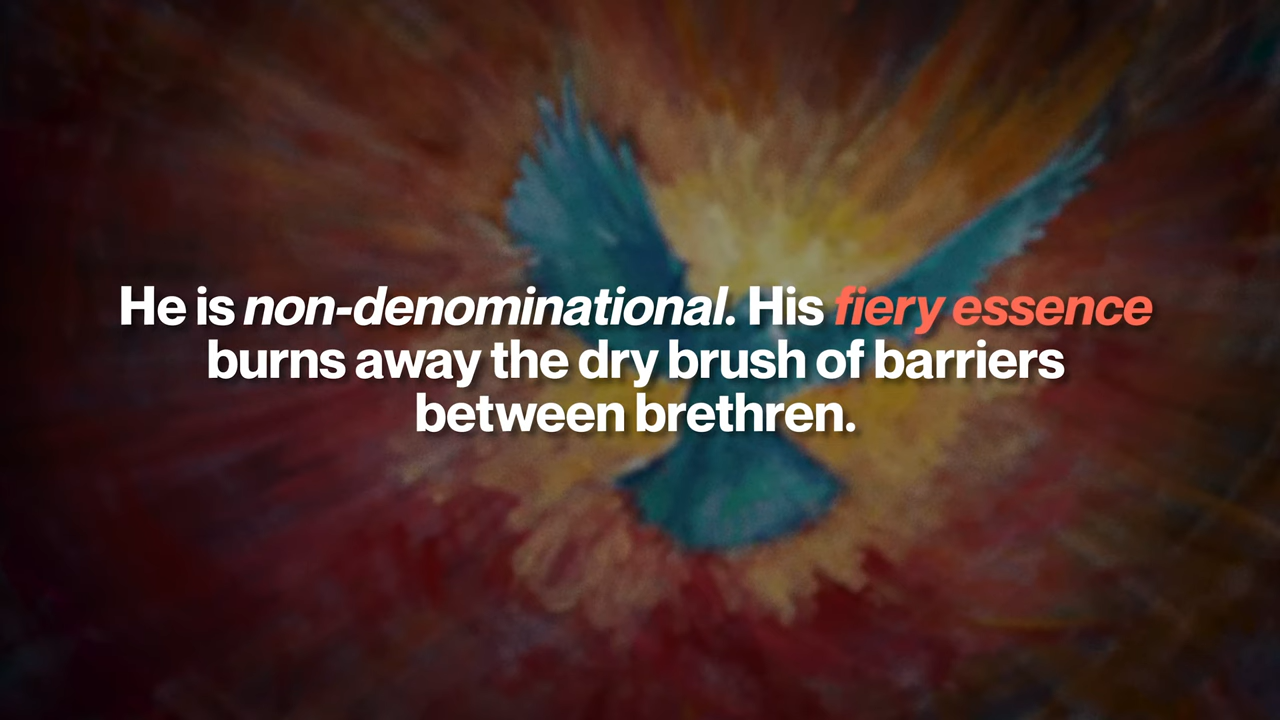 He is non-denominational. His fiery essence
burns away the dry brush of barriers
between brethren.